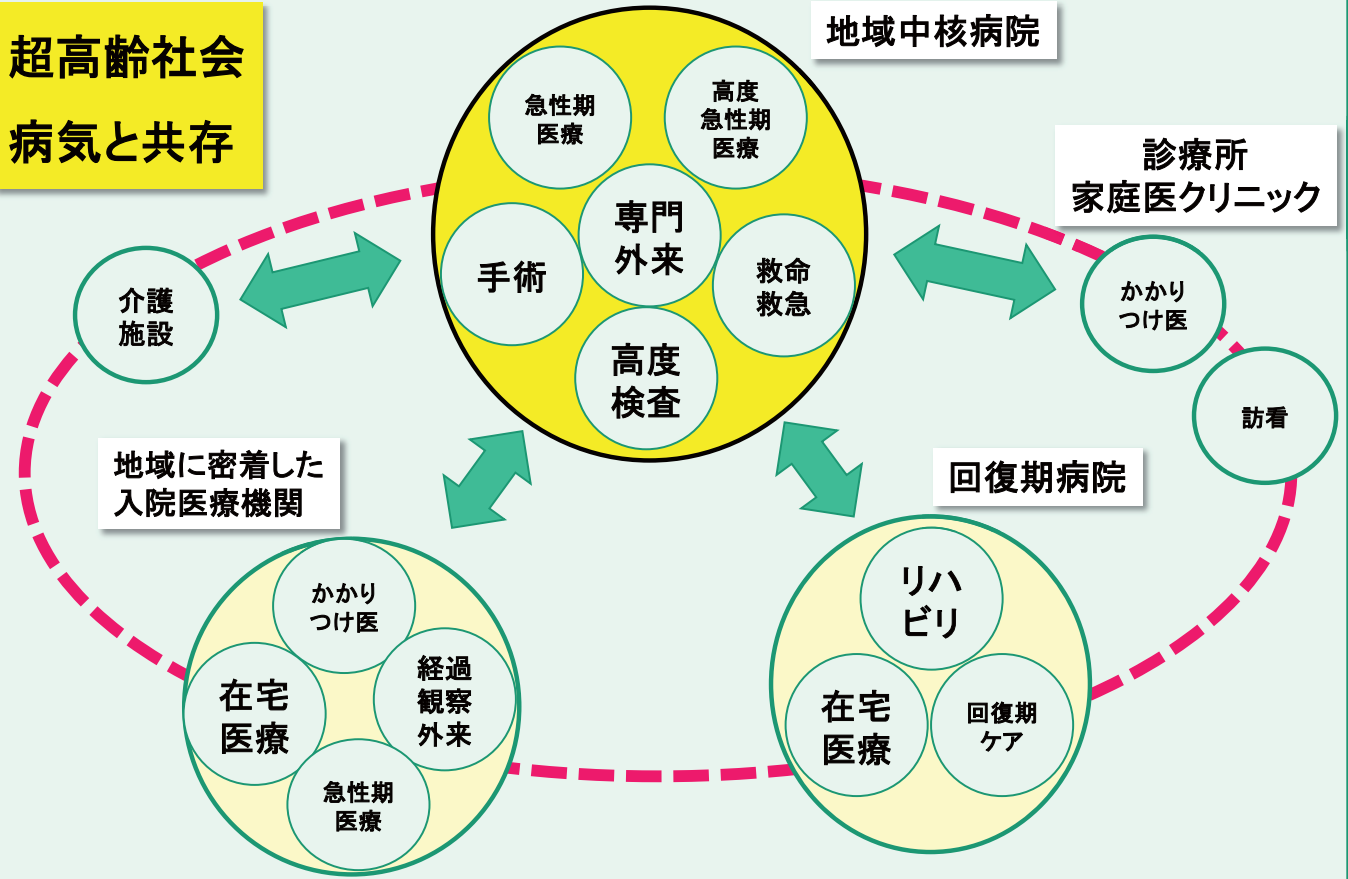 超高齢社会
病気と共存
地域中核病院
急性期
医療
高度
急性期
医療
専門
外来
手術
救命
救急
高度
検査
診療所
家庭医クリニック
かかり
つけ医
訪看
介護
施設
地域に密着した
入院医療機関
かかり
つけ医
在宅
医療
経過
観察
外来
急性期
医療
回復期病院
リハ
ビリ
在宅
医療
回復期
ケア